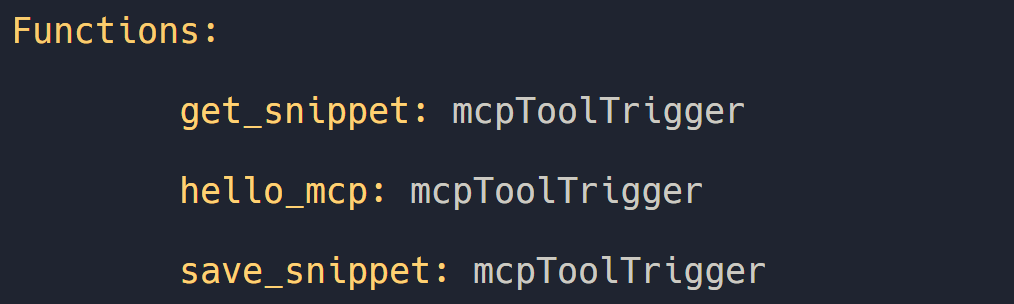 Functions:
get_snippet: mcpToolTrigger
hello_mcp: mcpToolTrigger
save_snippet: mcpToolTrigger